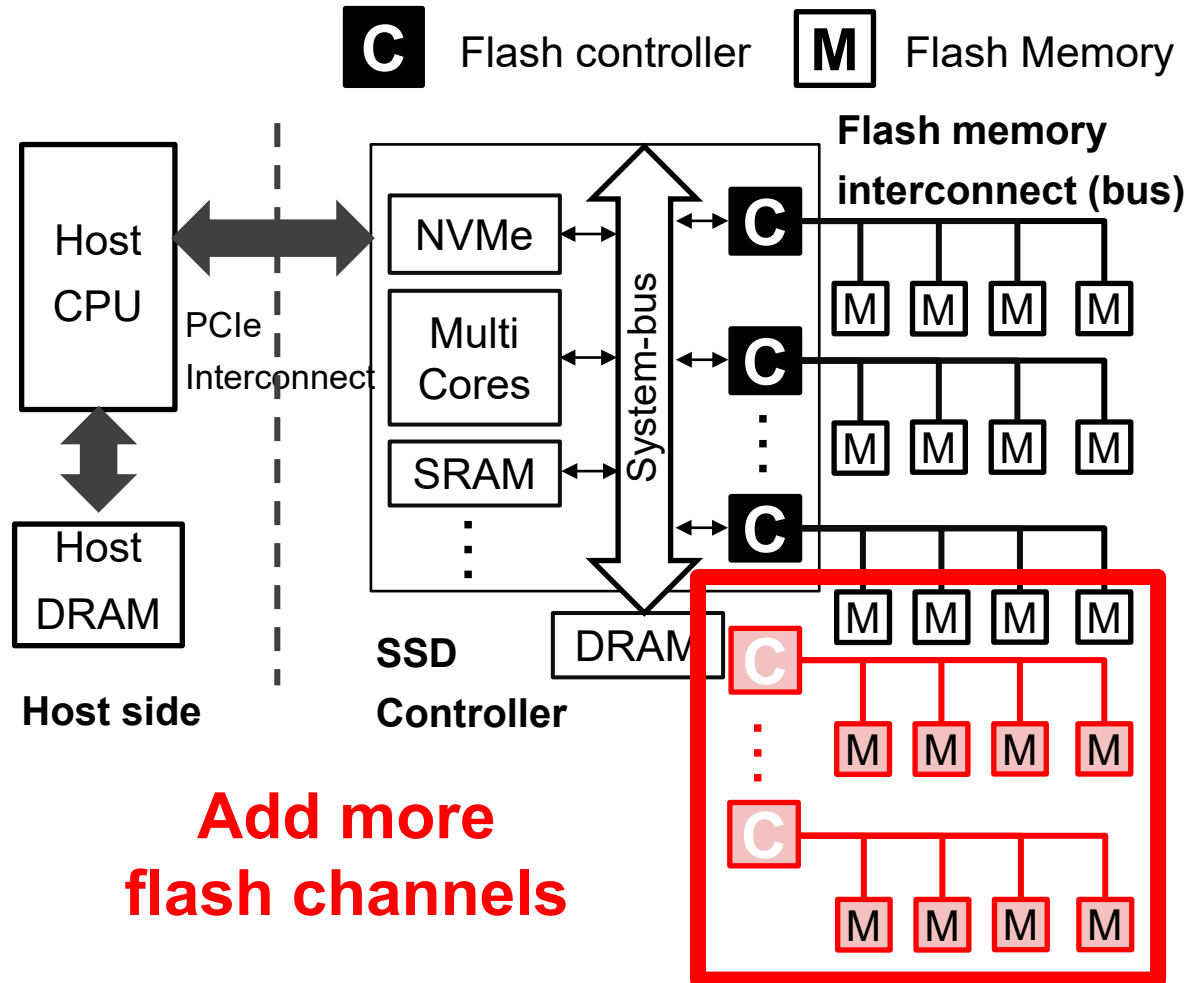 C Flash controller M Flash Memory
Flash memory
interconnect (bus)
Host
CPU
PCIe
Interconnect
Host
DRAM
Host side
NVMe
Multi
Cores
SRAM
System-bus
DRAM
SSD
Controller
C
M M M M
C
M M M M
C
M M M M
C
M M M M
C
M M M M
Add more
flash channels